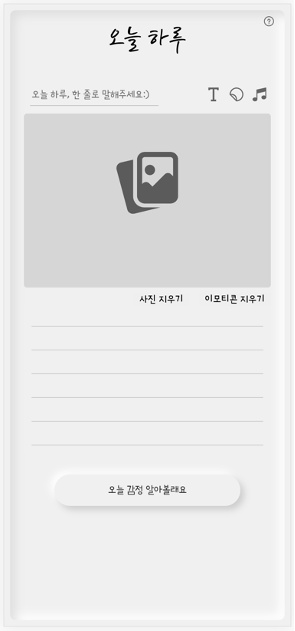 ?
오늘 하루
오늘 하루, 한 줄로 말해주세요:)
T
사진 지우기 이모티콘 지우기
오늘 감정 알아볼래요